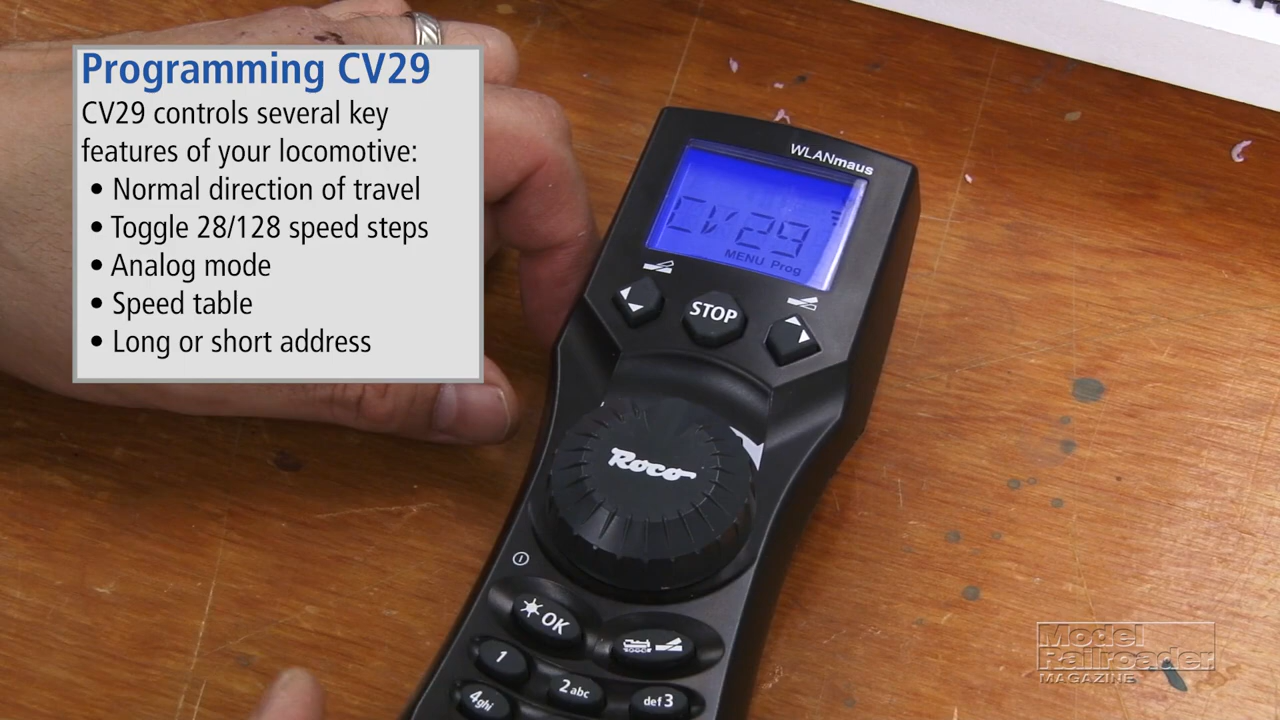 Programming CV29
CV29 controls several key
features of your locomotive:
• Normal direction of travel
• Toggle 28/128 speed steps
• Analog mode
• Speed table
• Long or short address
WLANmaus
CV29
MENU Prog
STOP
Roco
OK
1
2abc
def3
4ghi
Model
Railroader
MAGAZINE